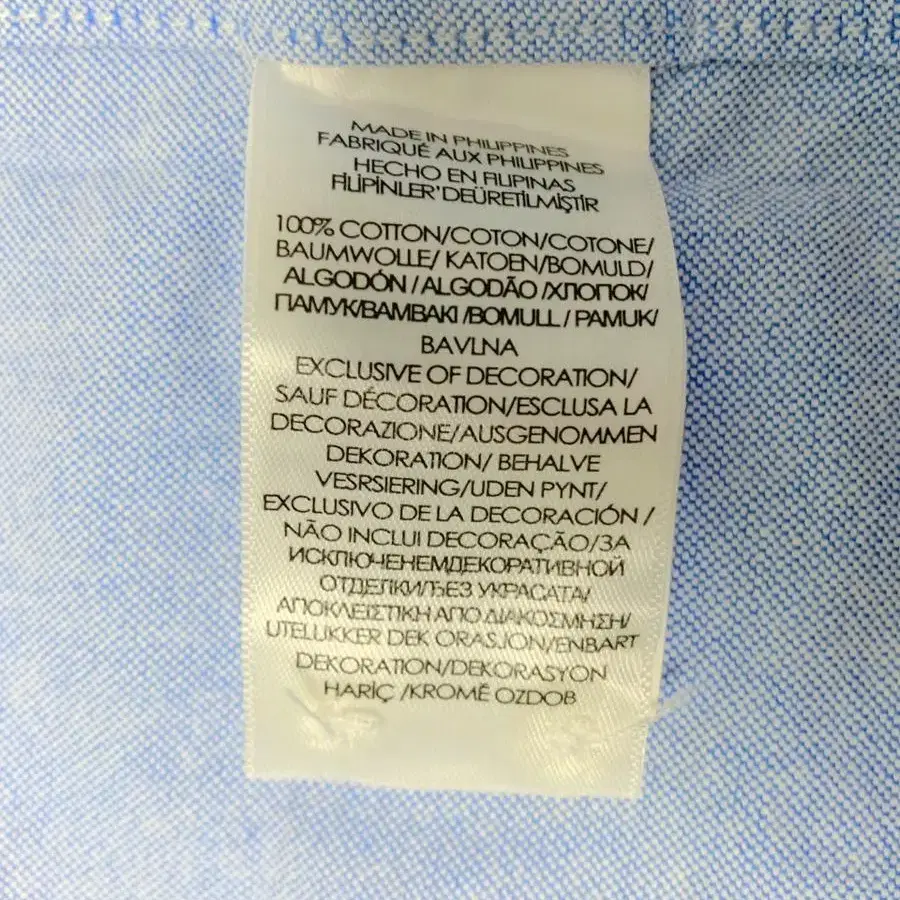 MADE IN PHILIPPINES
FABRIQUÉ AUX PHILIPPINES
HECHO EN FILIPINAS
FİLİPİNLER'DEÜRETİLMİŞTİR
100% COTTON/COTON/COTONE/
BAUMWOLLE/ KATOEN/BOMULD/
ALGODÓN / ALGODÃO /ХЛОПОК/
ПАМУК/BAMBAKI /BOMULL / PAMUK/
BAVLNA
EXCLUSIVE OF DECORATION/
SAUF DÉCORATION/ESCLUSA LA
DECORAZIONE/AUSGENOMMEN
DEKORATION/ BEHALVE
VESRSIERING/UDEN PYNT/
EXCLUSIVO DE LA DECORACIÓN /
NÃO INCLUI DECORAÇÃO/ЗА
ИСКЛЮЧЕНЕМДЕКОРАТИВНОЙ
ОТДЕЛКИ/ЂЕЗ УКРАСАТА/
ΑΠΟΚΛΕΙΣΤΙΚΗ ΑΠΟ ΔΙΑΚΟΣΜΗΣΗ/
UTELUKKER DEK ORASJON/ENBART
DEKORATION/DEKORASYON
HARİÇ /KROMĚ OZDOB